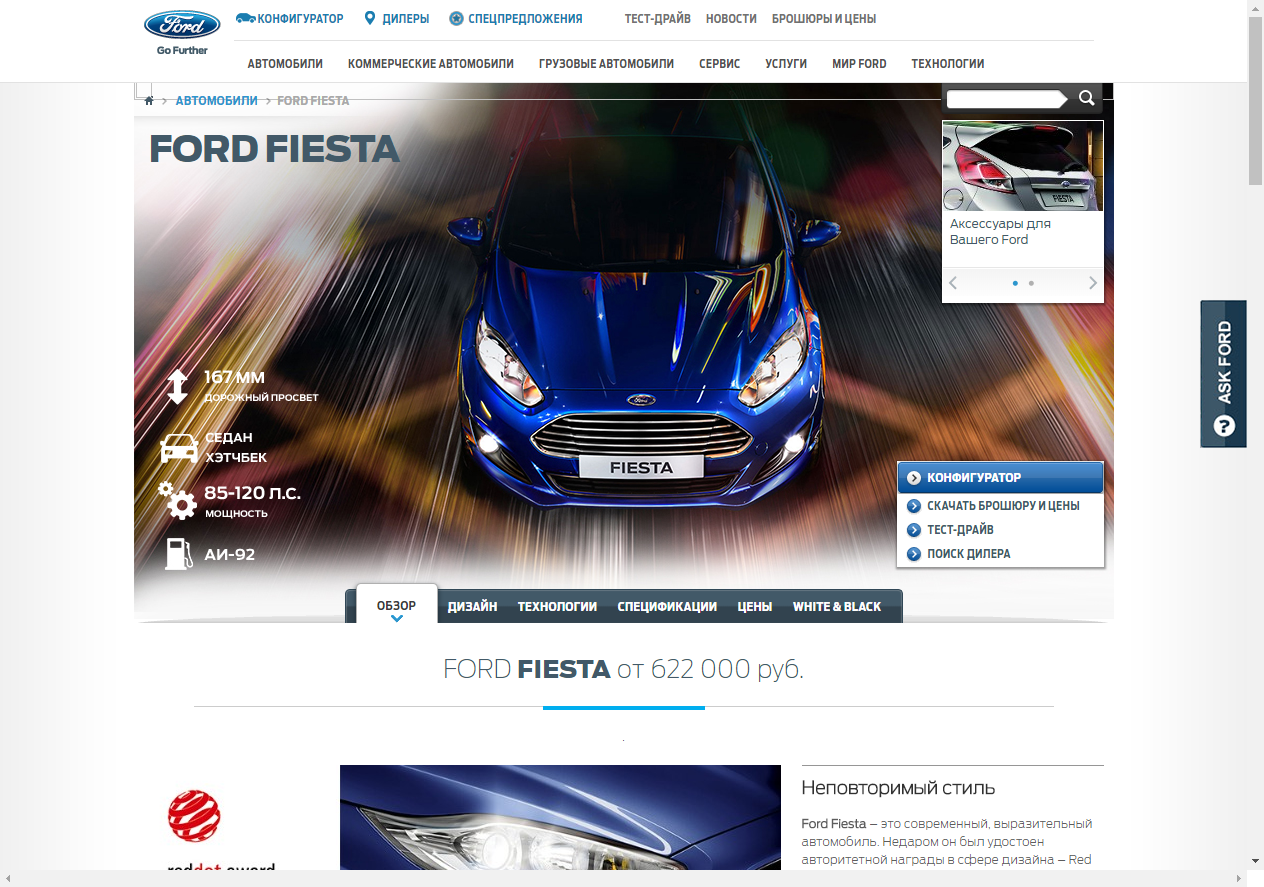 Ford
Go Further
КОНФИГУРАТОР ДИЛЕРЫ СПЕЦПРЕДЛОЖЕНИЯ ТЕСТ-ДРАЙВ НОВОСТИ БРОШЮРЫ И ЦЕНЫ
АВТОМОБИЛИ КОММЕРЧЕСКИЕ АВТОМОБИЛИ ГРУЗОВЫЕ АВТОМОБИЛИ СЕРВИС УСЛУГИ МИР FORD ТЕХНОЛОГИИ
АВТОМОБИЛИ FORD FIESTA
FORD FIESTA
FIESTA
Аксессуары для
Вашего Ford
ASK FORD
?
167 ММ
ДОРОЖНЫЙ ПРОСВЕТ
СЕДАН
ХЭТЧБЕК
85-120 Л.С.
МОЩНОСТЬ
АИ-92
Ford
FIESTA
КОНФИГУРАТОР
СКАЧАТЬ БРОШЮРУ И ЦЕНЫ
ТЕСТ-ДРАЙВ
ПОИСК ДИЛЕРА
ОБЗОР ДИЗАЙН ТЕХНОЛОГИИ СПЕЦИФИКАЦИИ ЦЕНЫ WHITE & BLACK
FORD FIESTA от 622 000 руб.
.
reddot award
Неповторимый стиль
Ford Fiesta – это современный, выразительный
автомобиль. Недаром он был удостоен
авторитетной награды в сфере дизайна – Red